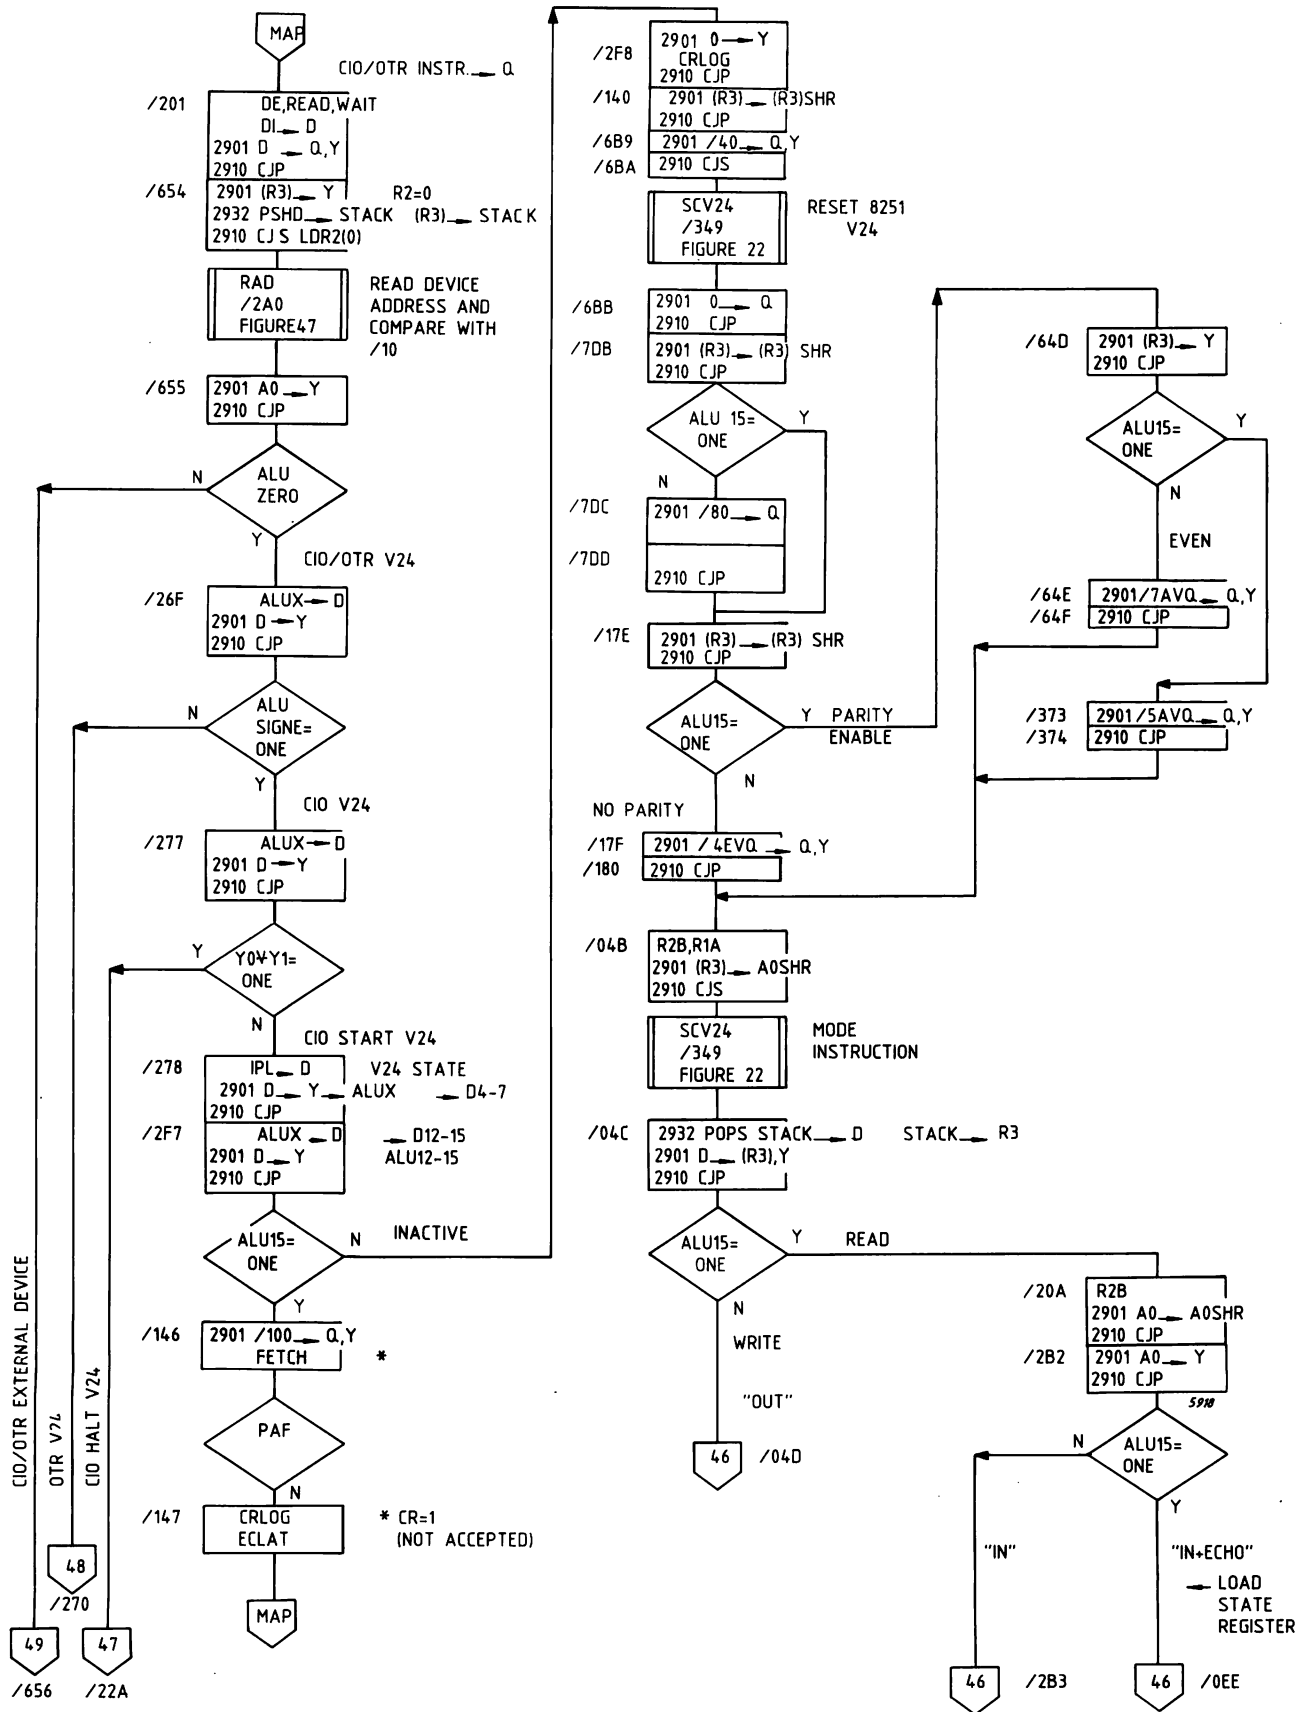 MAP
CIO/OTR INSTR. → Q
/201
DE,READ,WAIT
DI → D
2901 D → Q,Y
2910 CJP
/654
2901 (R3) → Y R2=0
2932 PSHD → STACK (R3) → STACK
2910 CJS LDR2(0)
RAD
/2A0
FIGURE47
READ DEVICE
ADDRESS AND
COMPARE WITH
/10
/655
2901 A0 → Y
2910 CJP
N
ALU
ZERO
Y
CIO/OTR V24
/26F
ALUX → D
2901 D → Y
2910 CJP
N
ALU
SIGNE=
ONE
Y
CIO V24
/277
ALUX → D
2901 D → Y
2910 CJP
Y
Y0∀Y1=
ONE
N
CIO START V24
/278
IPL → D V24 STATE
2901 D → Y → ALUX → D4-7
2910 CJP
/2F7
ALUX → D → D12-15
2901 D → Y ALU12-15
2910 CJP
ALU15=
ONE
N
INACTIVE
Y
/146
2901 /100 → Q,Y
FETCH *
PAF
N
/147
CRLOG
ECLAT
* CR=1
(NOT ACCEPTED)
MAP
CIO/OTR EXTERNAL DEVICE
OTR V24
CIO HALT V24
48
/270
49
/656
47
/22A
/2F8
2901 0 → Y
CRLOG
2910 CJP
/140
2901 (R3) → (R3)SHR
2910 CJP
/6B9
2901 /40 → Q,Y
/6BA
2910 CJS
SCV24
/349
FIGURE 22
RESET 8251
V24
/6BB
2901 0 → Q
2910 CJP
/7DB
2901 (R3) → (R3) SHR
2910 CJP
ALU 15=
ONE
Y
N
/7DC
2901 /80 → Q
/7DD
2910 CJP
/17E
2901 (R3) → (R3) SHR
2910 CJP
ALU15=
ONE
Y PARITY
ENABLE
N
NO PARITY
/17F
2901 /4EVQ → Q,Y
/180
2910 CJP
/04B
R2B,R1A
2901 (R3) → A0SHR
2910 CJS
SCV24
/349
FIGURE 22
MODE
INSTRUCTION
/04C
2932 POPS STACK → D STACK → R3
2901 D → (R3),Y
2910 CJP
ALU15=
ONE
Y
READ
N
WRITE
"OUT"
46
/04D
/64D
2901 (R3) → Y
2910 CJP
ALU15=
ONE
Y
N
EVEN
/64E
2901/7AVQ → Q,Y
/64F
2910 CJP
/373
2901/5AVQ → Q,Y
/374
2910 CJP
/20A
R2B
2901 A0 → A0SHR
2910 CJP
/2B2
2901 A0 → Y
2910 CJP
5918
N
ALU15=
ONE
Y
"IN"
"IN+ECHO"
← LOAD
STATE
REGISTER
46
/2B3
46
/0EE